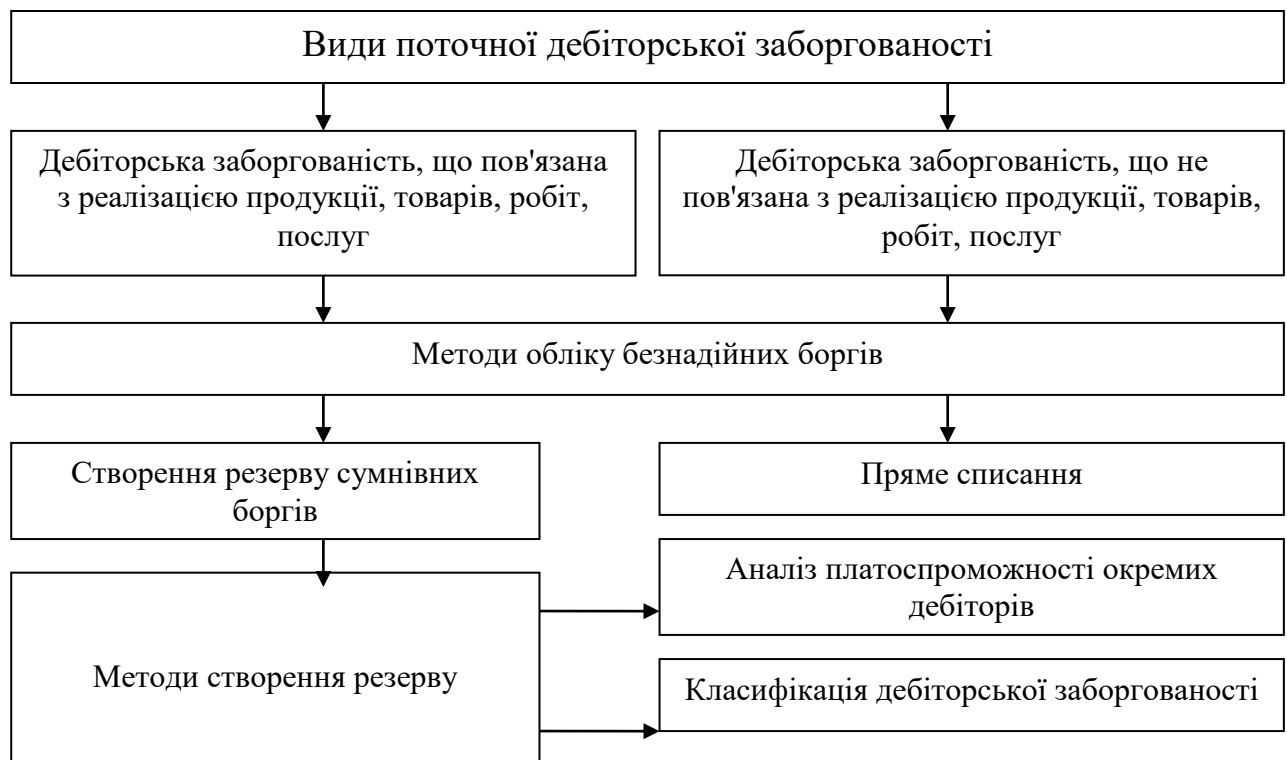 Види поточної дебіторської заборгованості
Дебіторська заборгованість, що пов'язана
з реалізацією продукції, товарів, робіт,
послуг
Дебіторська заборгованість, що не
пов'язана з реалізацією продукції, товарів,
робіт, послуг
Методи обліку безнадійних боргів
Створення резерву сумнівних
боргів
Пряме списання
Аналіз платоспроможності окремих
дебіторів
Методи створення резерву
Класифікація дебіторської заборгованості